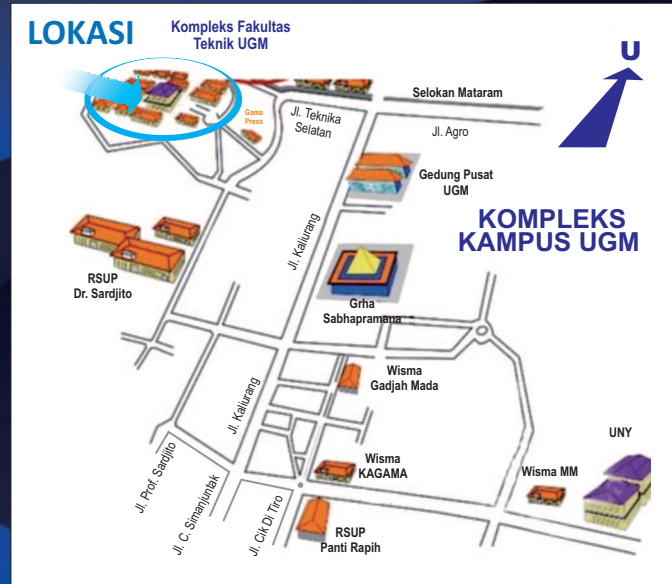 LOKASI
Kompleks Fakultas
Teknik UGM
U
Selokan Mataram
Gama
Press
Jl. Teknika
Selatan
Jl. Agro
Gedung Pusat
UGM
KOMPLEKS
KAMPUS UGM
Jl. Kaliurang
RSUP
Dr. Sardjito
Grha
Sabhapramana
Wisma
Gadjah Mada
Jl. Kaliurang
UNY
Wisma
KAGAMA
Wisma MM
Jl. Prof. Sardjito
Jl. C. Simanjuntak
Jl. Cik Di Tiro
RSUP
Panti Rapih